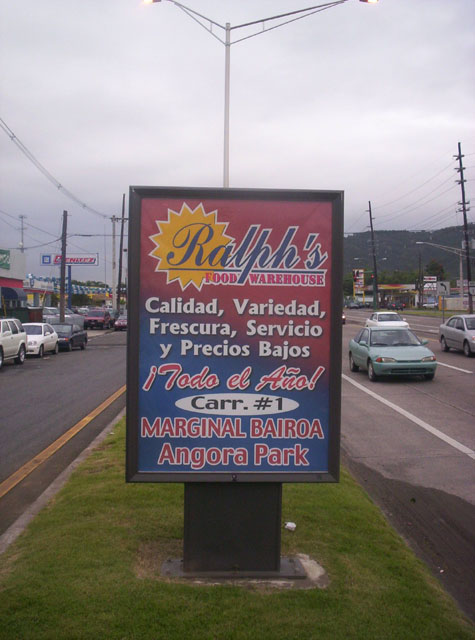 Ralph's
FOOD WAREHOUSE
Calidad, Variedad,
Frescura, Servicio
y Precios Bajos
¡Todo el Año!
Carr. #1
MARGINAL BAIROA
Angora Park